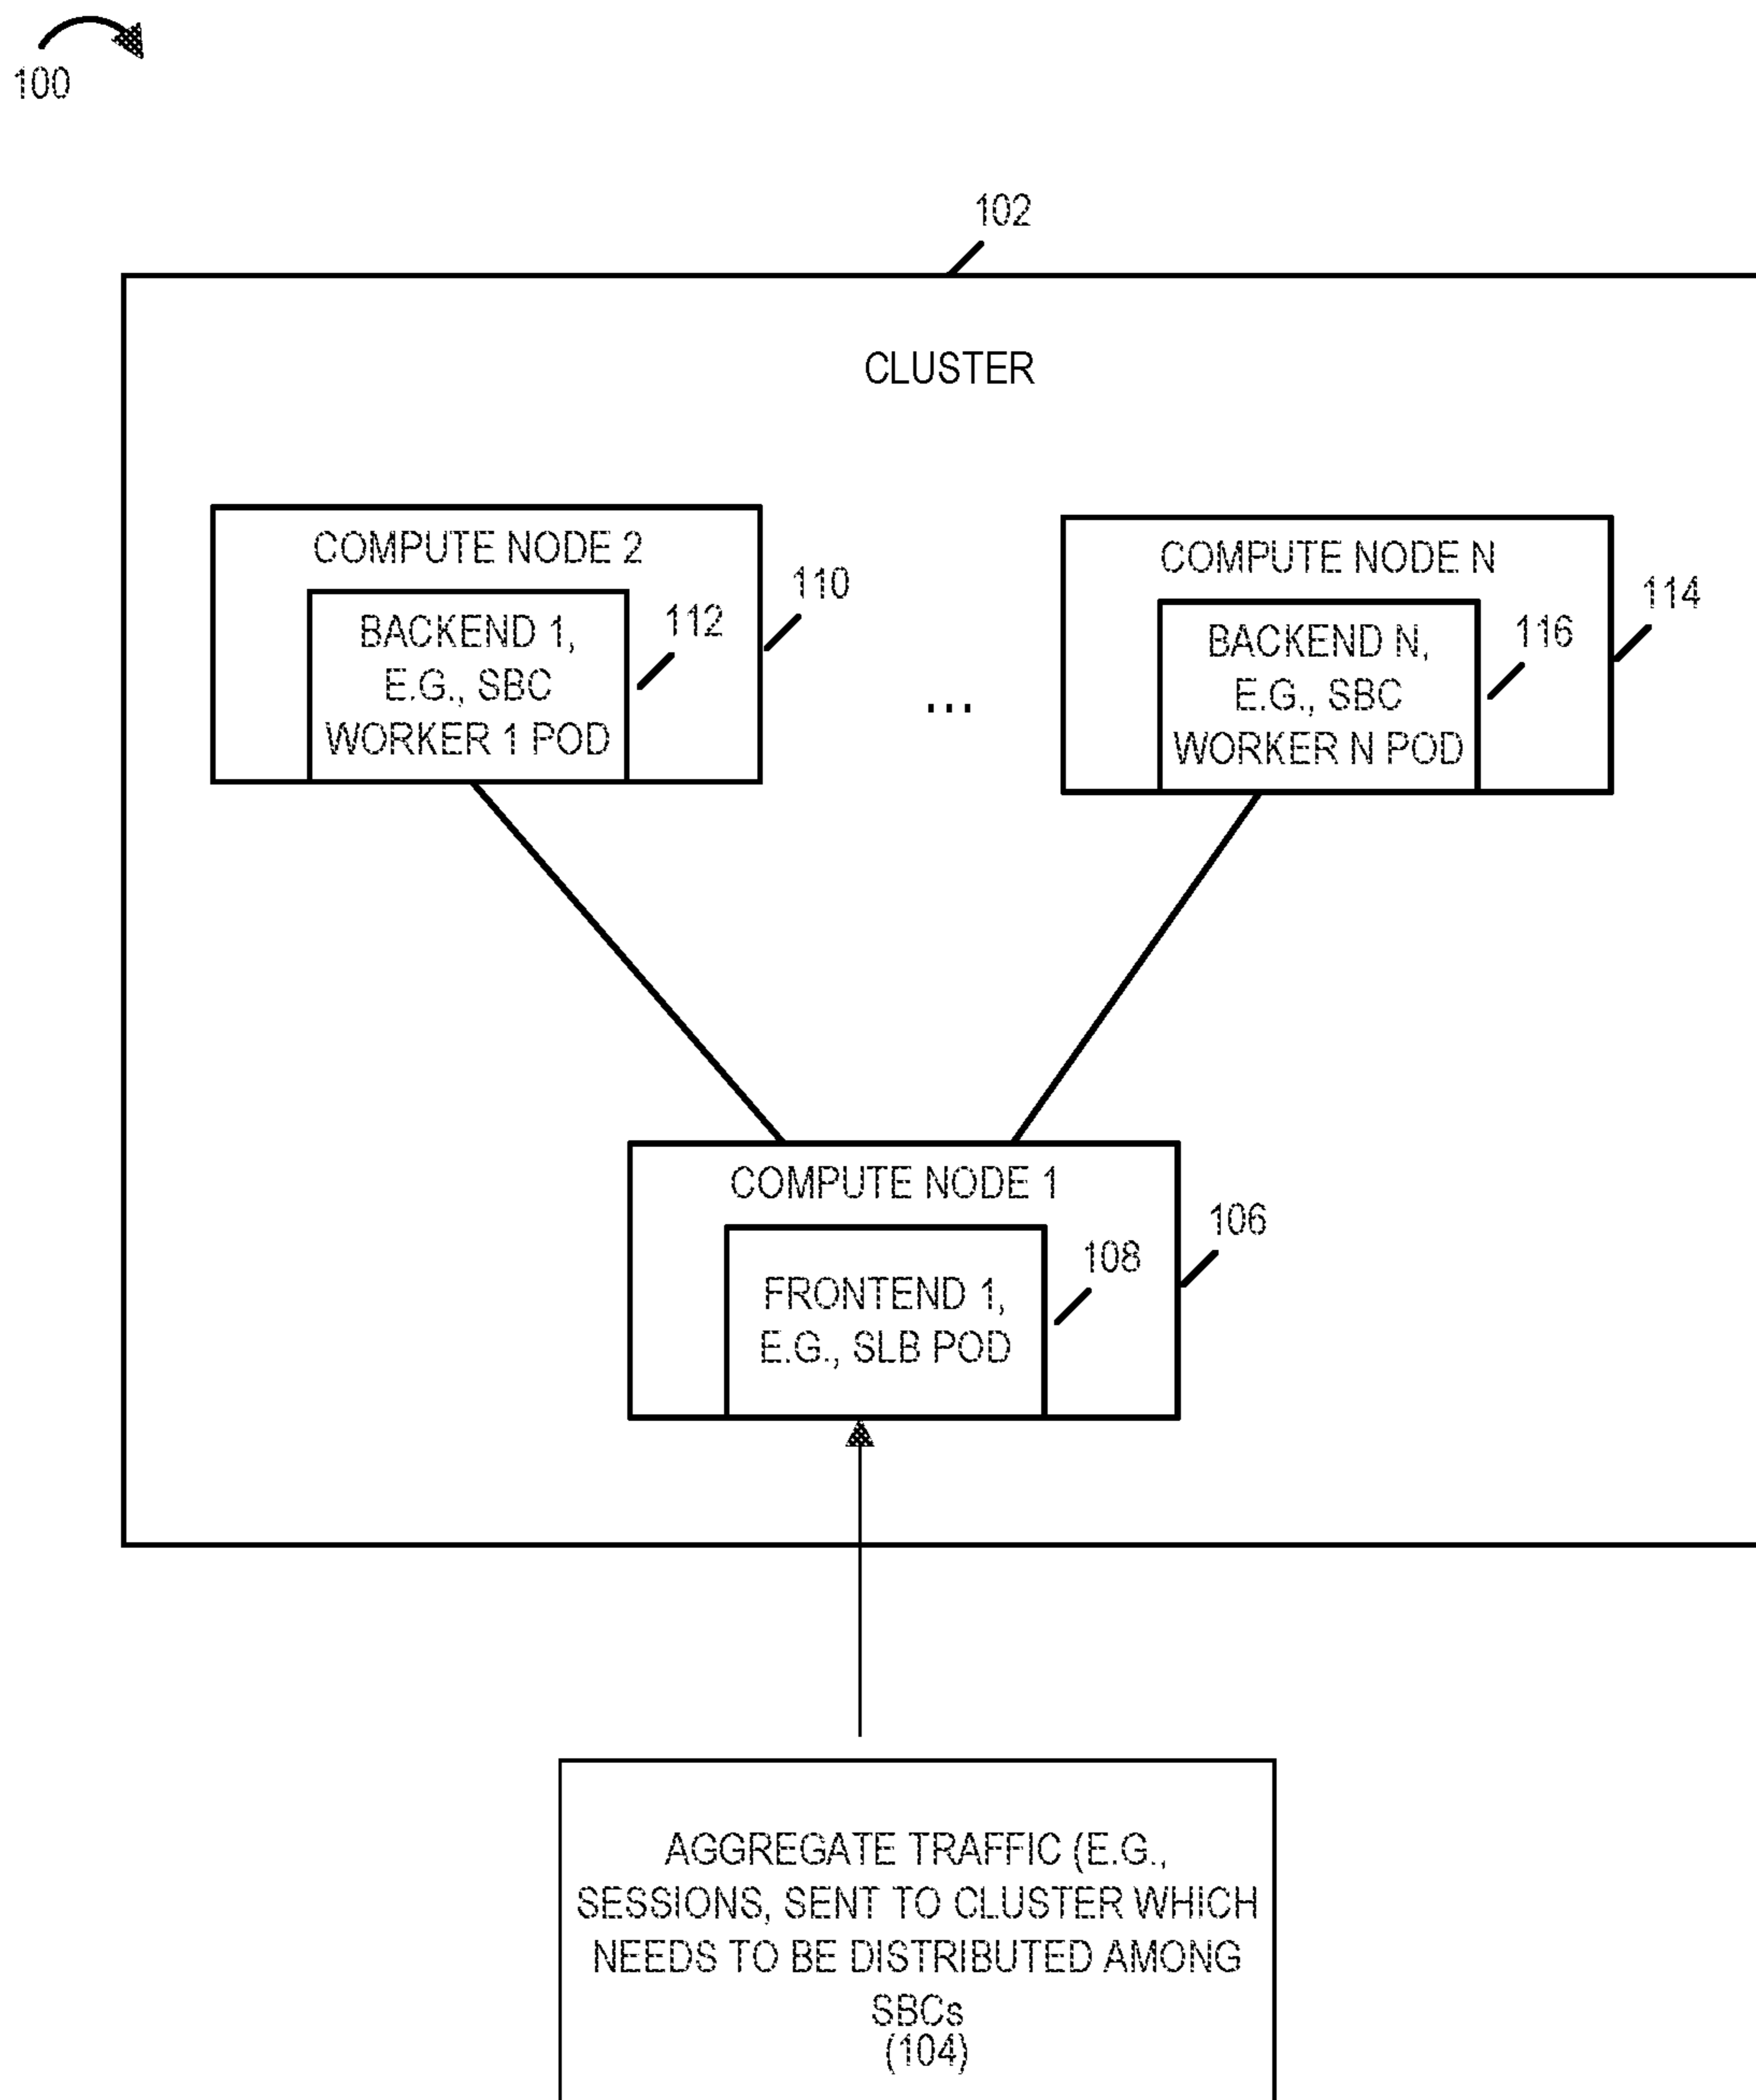 100
102
CLUSTER
COMPUTE NODE 2
110
BACKEND 1,
E.G., SBC
WORKER 1 POD
112
...
COMPUTE NODE N
114
BACKEND N,
E.G., SBC
WORKER N POD
116
COMPUTE NODE 1
106
FRONTEND 1,
E.G., SLB POD
108
AGGREGATE TRAFFIC (E.G.,
SESSIONS, SENT TO CLUSTER WHICH
NEEDS TO BE DISTRIBUTED AMONG
SBCs
(104)